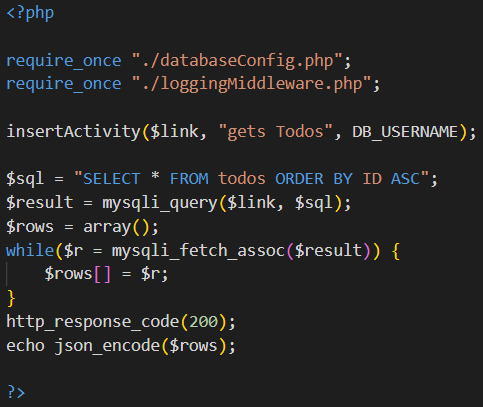 <?php
require_once "./databaseConfig.php";
require_once "./loggingMiddleware.php";
insertActivity($link, "gets Todos", DB_USERNAME);
$sql = "SELECT * FROM todos ORDER BY ID ASC";
$result = mysqli_query($link, $sql);
$rows = array();
while($r = mysqli_fetch_assoc($result)) {
    $rows[] = $r;
}
http_response_code(200);
echo json_encode($rows);
?>